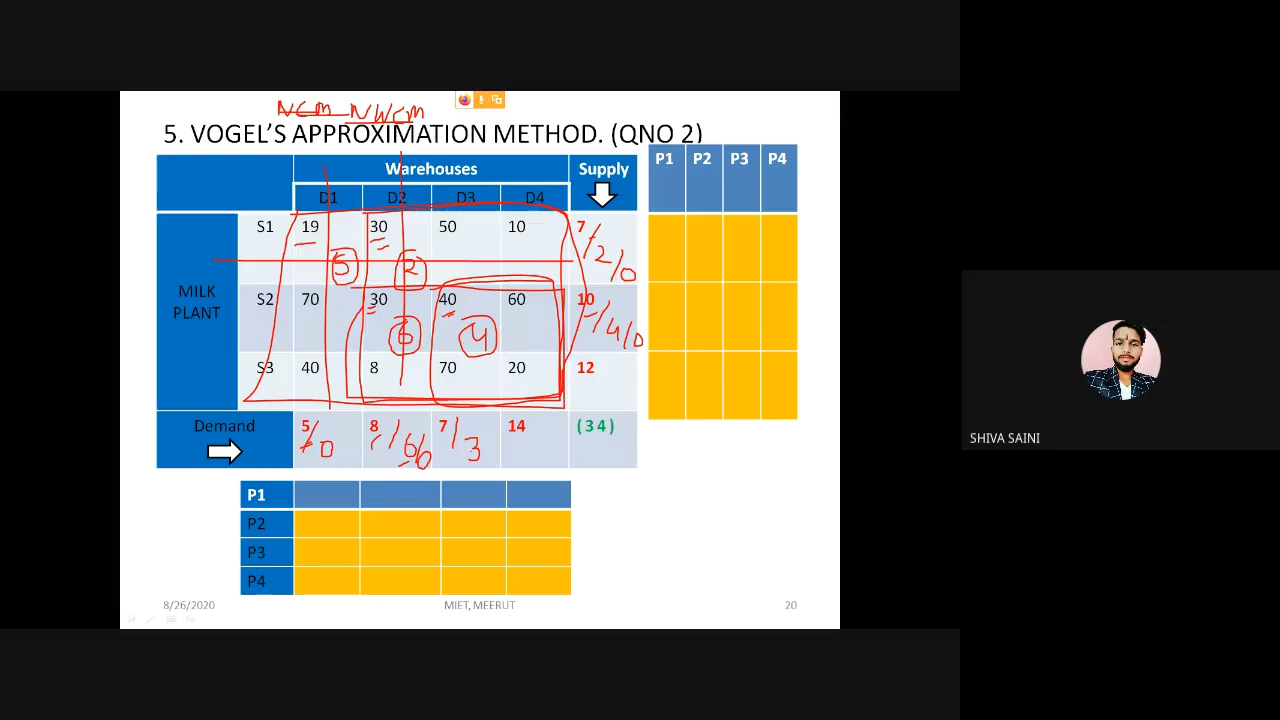 NCM NWCM
5. VOGEL'S APPROXIMATION METHOD. (QNO 2)
P1 P2 P3 P4
Warehouses Supply
D1 D2 D3 D4
S1 19 30 50 10 7/2/0
5 2
MILK PLANT
S2 70 30 40 60 10/4/0
6 4
S3 40 8 70 20 12
Demand 5/0 8/6/0 7/3 14 (34)
P1
P2
P3
P4
8/26/2020 MIET, MEERUT 20
SHIVA SAINI